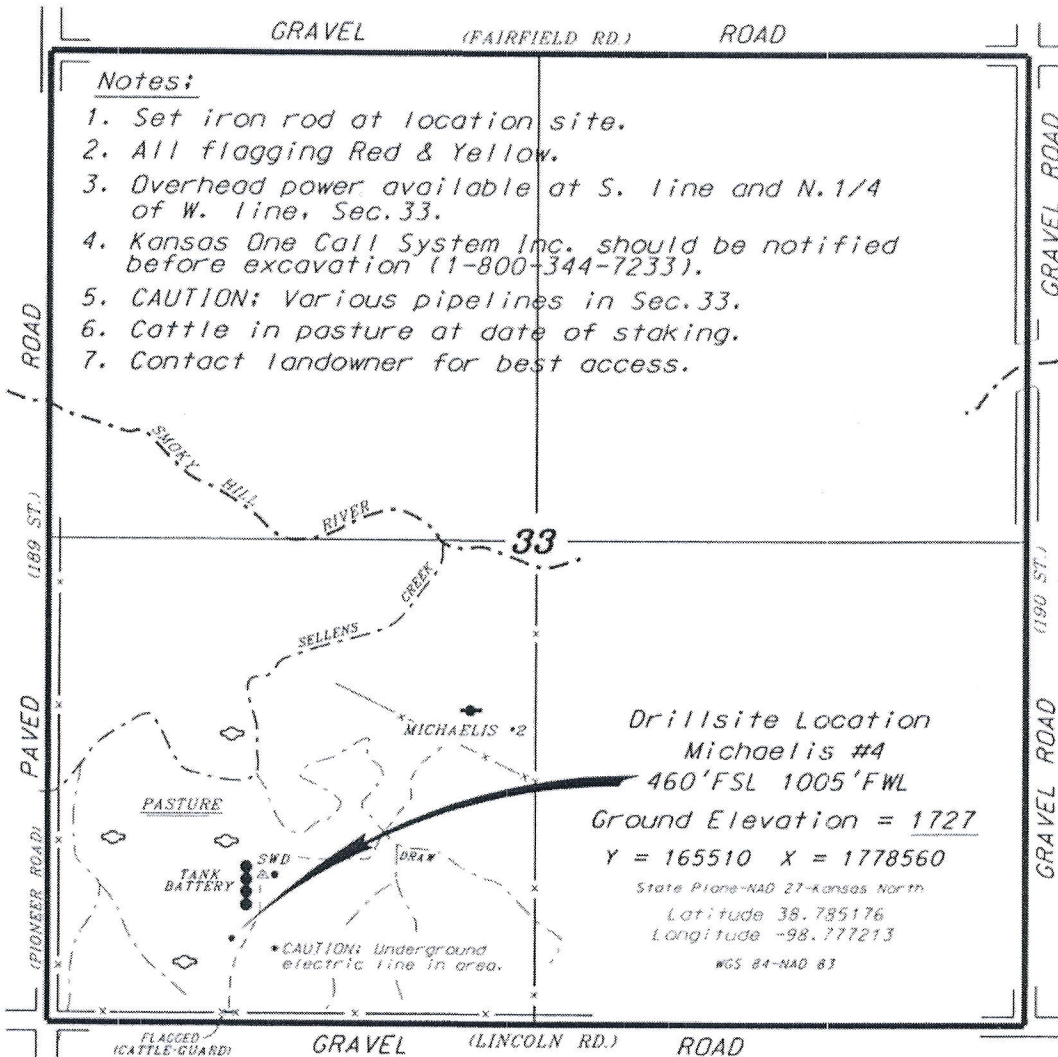 GRAVEL (FAIRFIELD RD.) ROAD
Notes:
1. Set iron rod at location site.
2. All flagging Red & Yellow.
3. Overhead power available at S. line and N.1/4
of W. line, Sec.33.
4. Kansas One Call System Inc. should be notified
before excavation (1-800-344-7233).
5. CAUTION: Various pipelines in Sec.33.
6. Cattle in pasture at date of staking.
7. Contact landowner for best access.
GRAVEL ROAD
ROAD
(189 ST.)
PAVED
(PIONEER ROAD)
SMOKY HILL RIVER
33
SELLENS CREEK
(190 ST.)
GRAVEL ROAD
MICHAELIS #2
Drillsite Location
Michaelis #4
460'FSL 1005'FWL
Ground Elevation = 1727
Y = 165510 X = 1778560
State Plane-NAD 27-Kansas North
Latitude 38.785176
Longitude -98.777213
WGS 84-NAD 83
PASTURE
SWD
DRAW
TANK
BATTERY
CAUTION: Underground
electric line in area.
FLAGGED
(CATTLE-GUARD)
GRAVEL (LINCOLN RD.) ROAD